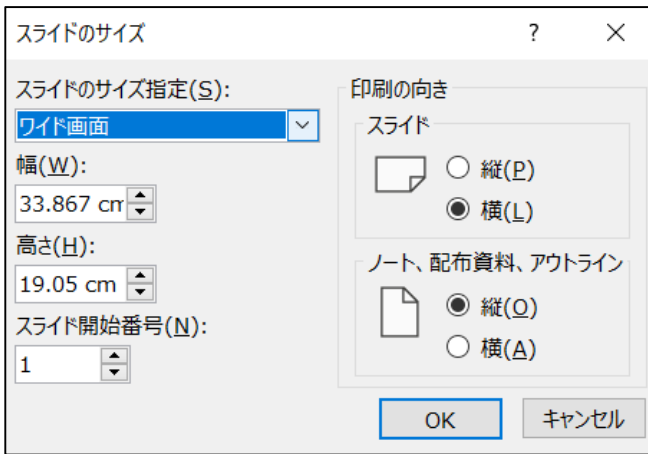 スライドのサイズ
?
スライドのサイズ指定(S):
ワイド画面
幅(W):
33.867 cm
高さ(H):
19.05 cm
スライド開始番号(N):
1
印刷の向き
スライド
縦(P)
横(L)
ノート、配布資料、アウトライン
縦(O)
横(A)
OK
キャンセル